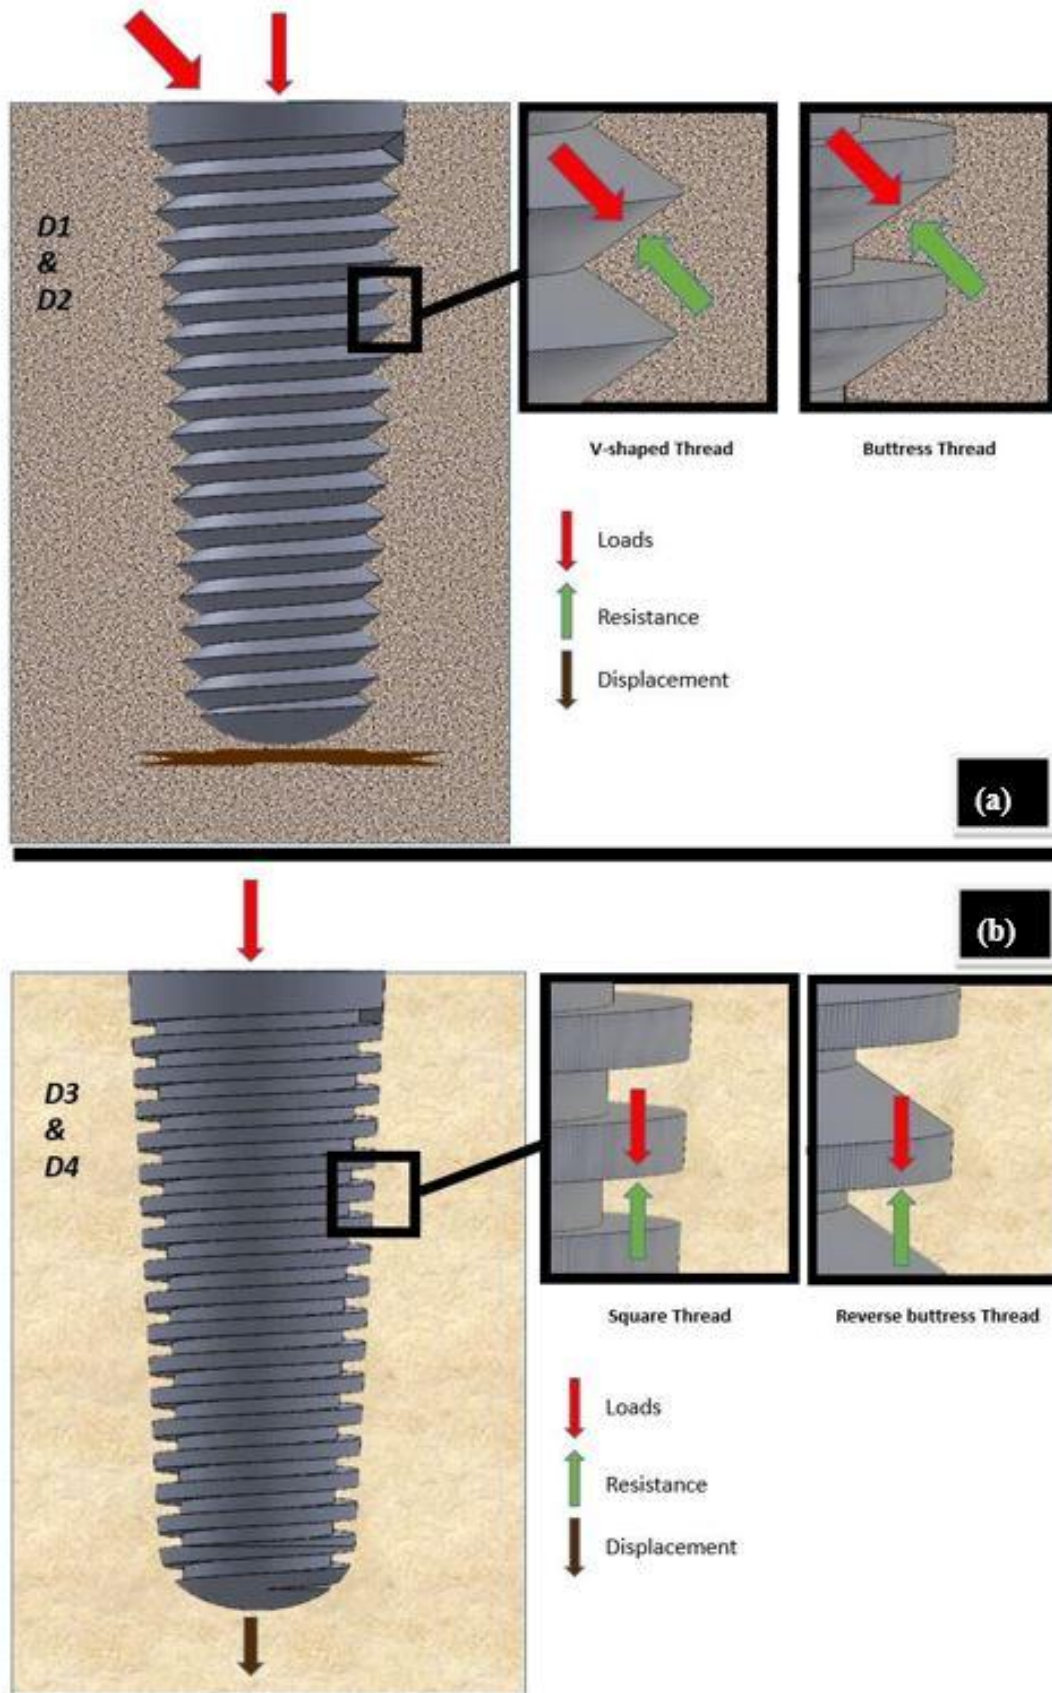 D1
&
D2
V-shaped Thread
Buttress Thread
Loads
Resistance
Displacement
(a)
(b)
D3
&
D4
Square Thread
Reverse buttress Thread
Loads
Resistance
Displacement